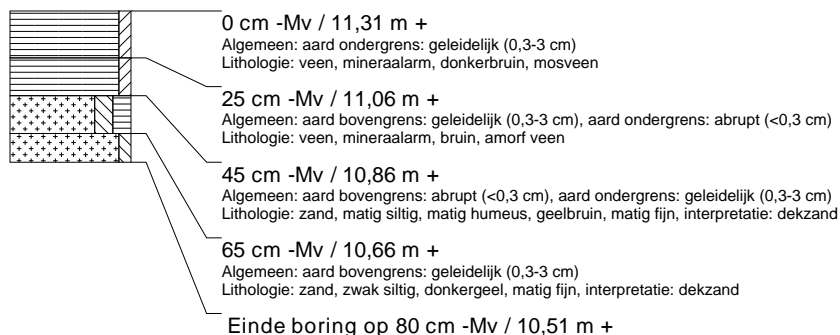 0 cm -Mv / 11,31 m +
Algemeen: aard ondergrens: geleidelijk (0,3-3 cm)
Lithologie: veen, mineraalarm, donkerbruin, mosveen
25 cm -Mv / 11,06 m +
Algemeen: aard bovengrens: geleidelijk (0,3-3 cm), aard ondergrens: abrupt (<0,3 cm)
Lithologie: veen, mineraalarm, bruin, amorf veen
45 cm -Mv / 10,86 m +
Algemeen: aard bovengrens: abrupt (<0,3 cm), aard ondergrens: geleidelijk (0,3-3 cm)
Lithologie: zand, matig siltig, matig humeus, geelbruin, matig fijn, interpretatie: dekzand
65 cm -Mv / 10,66 m +
Algemeen: aard bovengrens: geleidelijk (0,3-3 cm)
Lithologie: zand, zwak siltig, donkergeel, matig fijn, interpretatie: dekzand
Einde boring op 80 cm -Mv / 10,51 m +